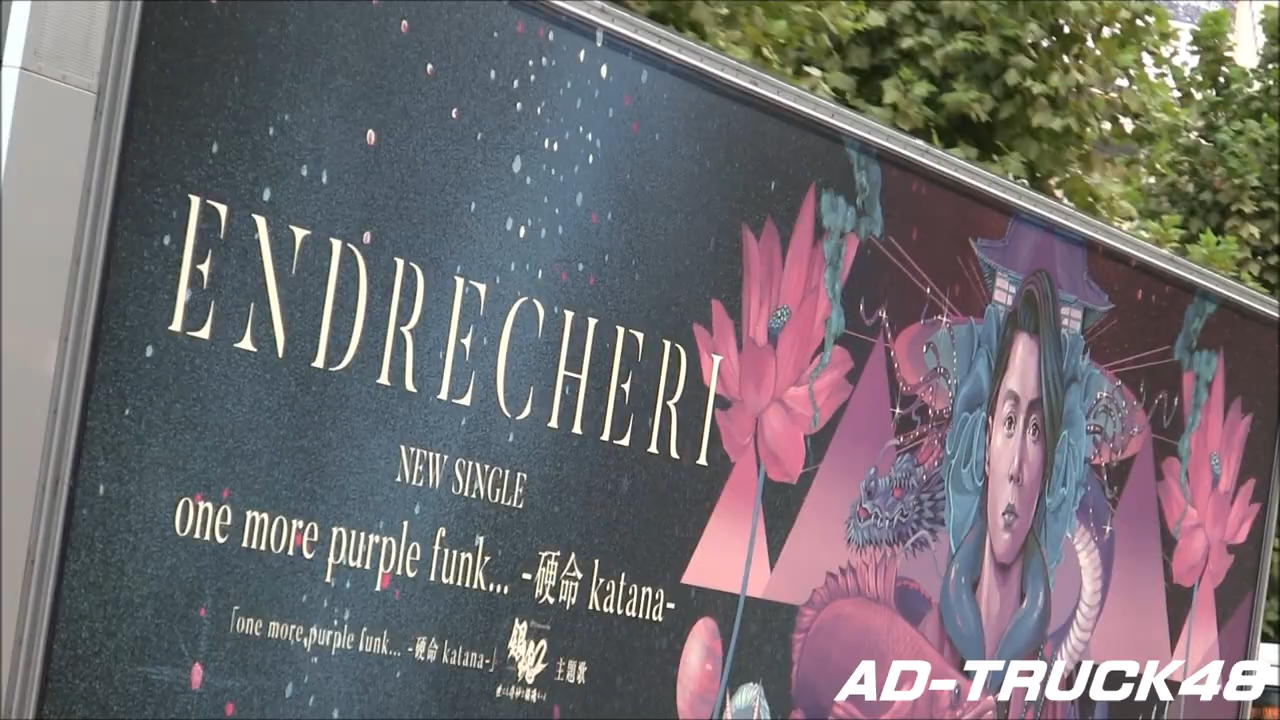 ENDRECHERI
NEW SINGLE
one more purple funk... -硬命 katana-
「one more purple funk... -硬命 katana-」 主題歌
AD-TRUCK48